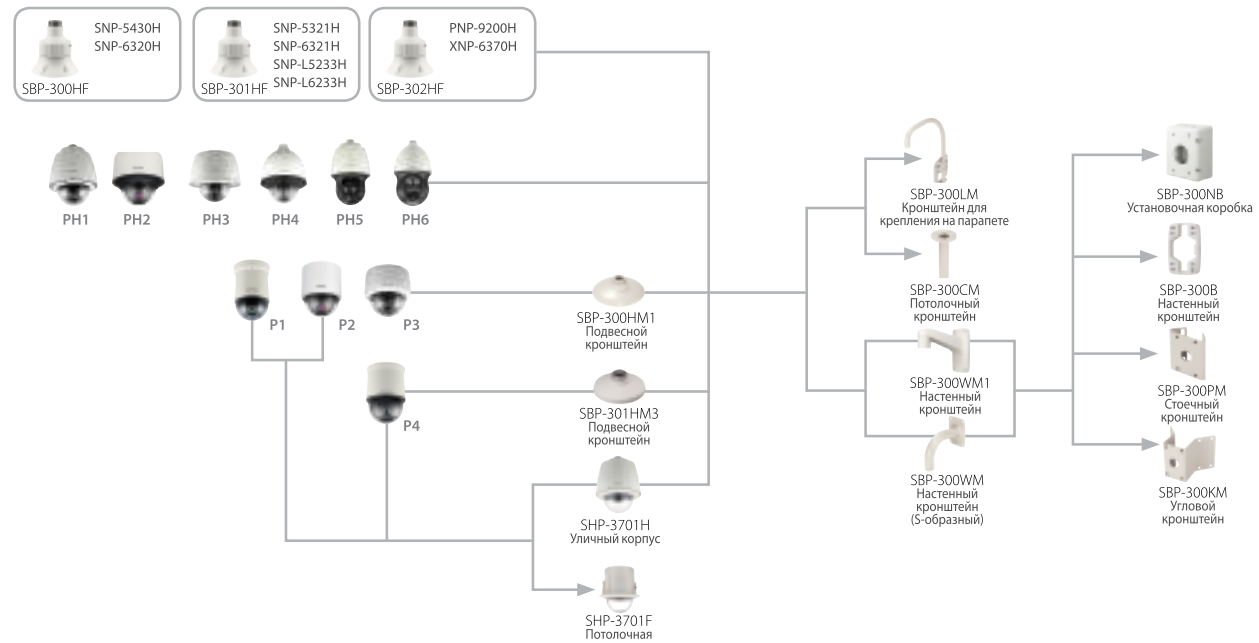 SNP-5430H
SNP-6320H
SBP-300HF
SNP-5321H
SNP-6321H
SNP-L5233H
SNP-L6233H
SBP-301HF
PNP-9200H
XNP-6370H
SBP-302HF
PH1
PH2
PH3
PH4
PH5
PH6
P1
P2
P3
SBP-300HM1
Подвесной
кронштейн
P4
SBP-301HM3
Подвесной
кронштейн
SHP-3701H
Уличный корпус
SHP-3701F
Потолочная
SBP-300LM
Кронштейн для
крепления на парапете
SBP-300CM
Потолочный
кронштейн
SBP-300WM1
Настенный
кронштейн
SBP-300WM
Настенный
кронштейн
(S-образный)
SBP-300NB
Установочная коробка
SBP-300B
Настенный
кронштейн
SBP-300PM
Стоечный
кронштейн
SBP-300KM
Угловой
кронштейн